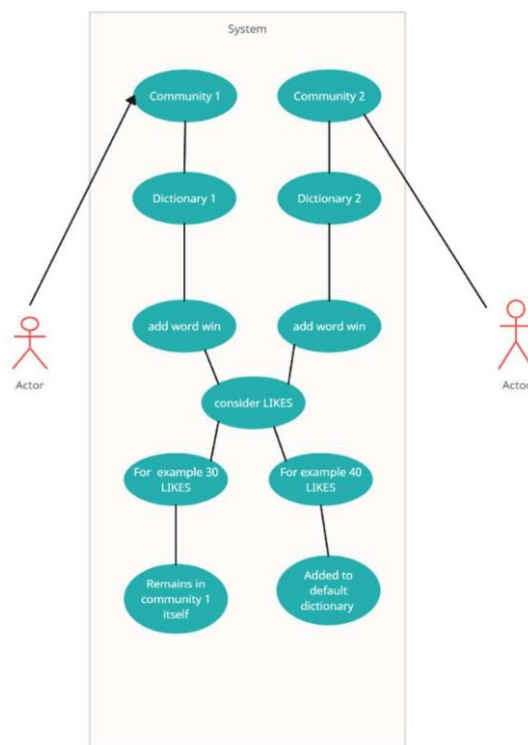 System
Community 1
Community 2
Dictionary 1
Dictionary 2
add word win
add word win
Actor
Actor
consider LIKES
For example 30
LIKES
For example 40
LIKES
Remains in
community 1
itself
Added to
default
dictionary